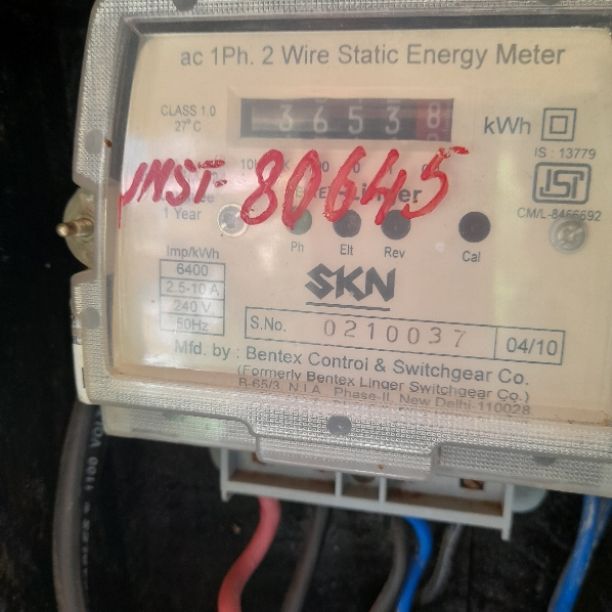 ac 1Ph. 2 Wire Static Energy Meter
CLASS 1.0
27°C
36538
kWh
IS : 13779
INST- 80645
1 Year
CM/L-8466692
Ph Elt Rev Cal
Imp/kWh
6400
2.5-10 A
240 V
50Hz
SKN
S.No. 0210037 04/10
Mfd. by : Bentex Control & Switchgear Co.
(Formerly Bentex Linger Switchgear Co.)
B-65/3, N.I.A., Phase-II, New Delhi-110028
1100 V